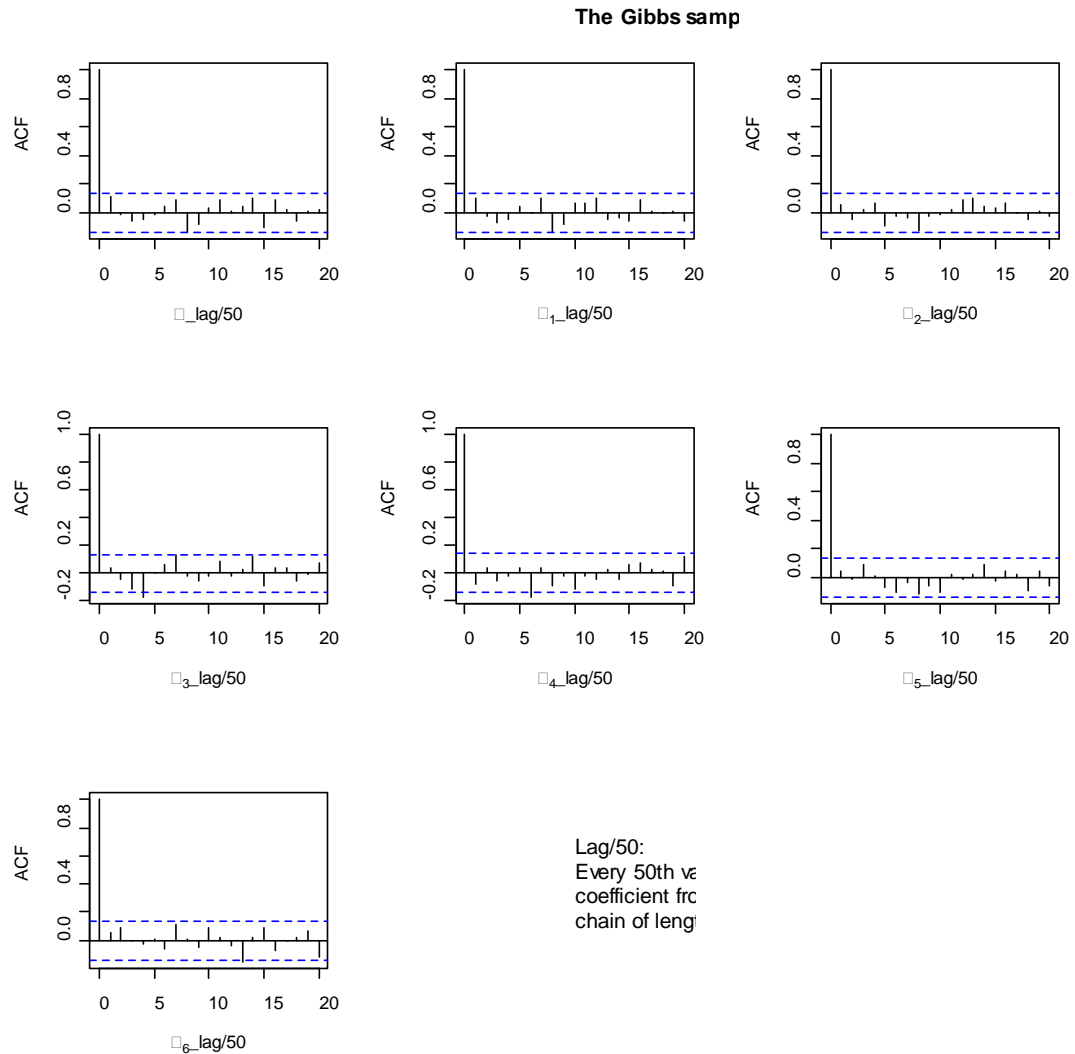 The Gibbs samp
ACF
0.0 0.4 0.8
0 5 10 15 20
□_lag/50
ACF
0.0 0.4 0.8
0 5 10 15 20
□1_lag/50
ACF
0.0 0.4 0.8
0 5 10 15 20
□2_lag/50
ACF
-0.2 0.2 0.6 1.0
0 5 10 15 20
□3_lag/50
ACF
-0.2 0.2 0.6 1.0
0 5 10 15 20
□4_lag/50
ACF
0.0 0.4 0.8
0 5 10 15 20
□5_lag/50
ACF
0.0 0.4 0.8
0 5 10 15 20
□6_lag/50
Lag/50:
Every 50th va
coefficient fro
chain of leng